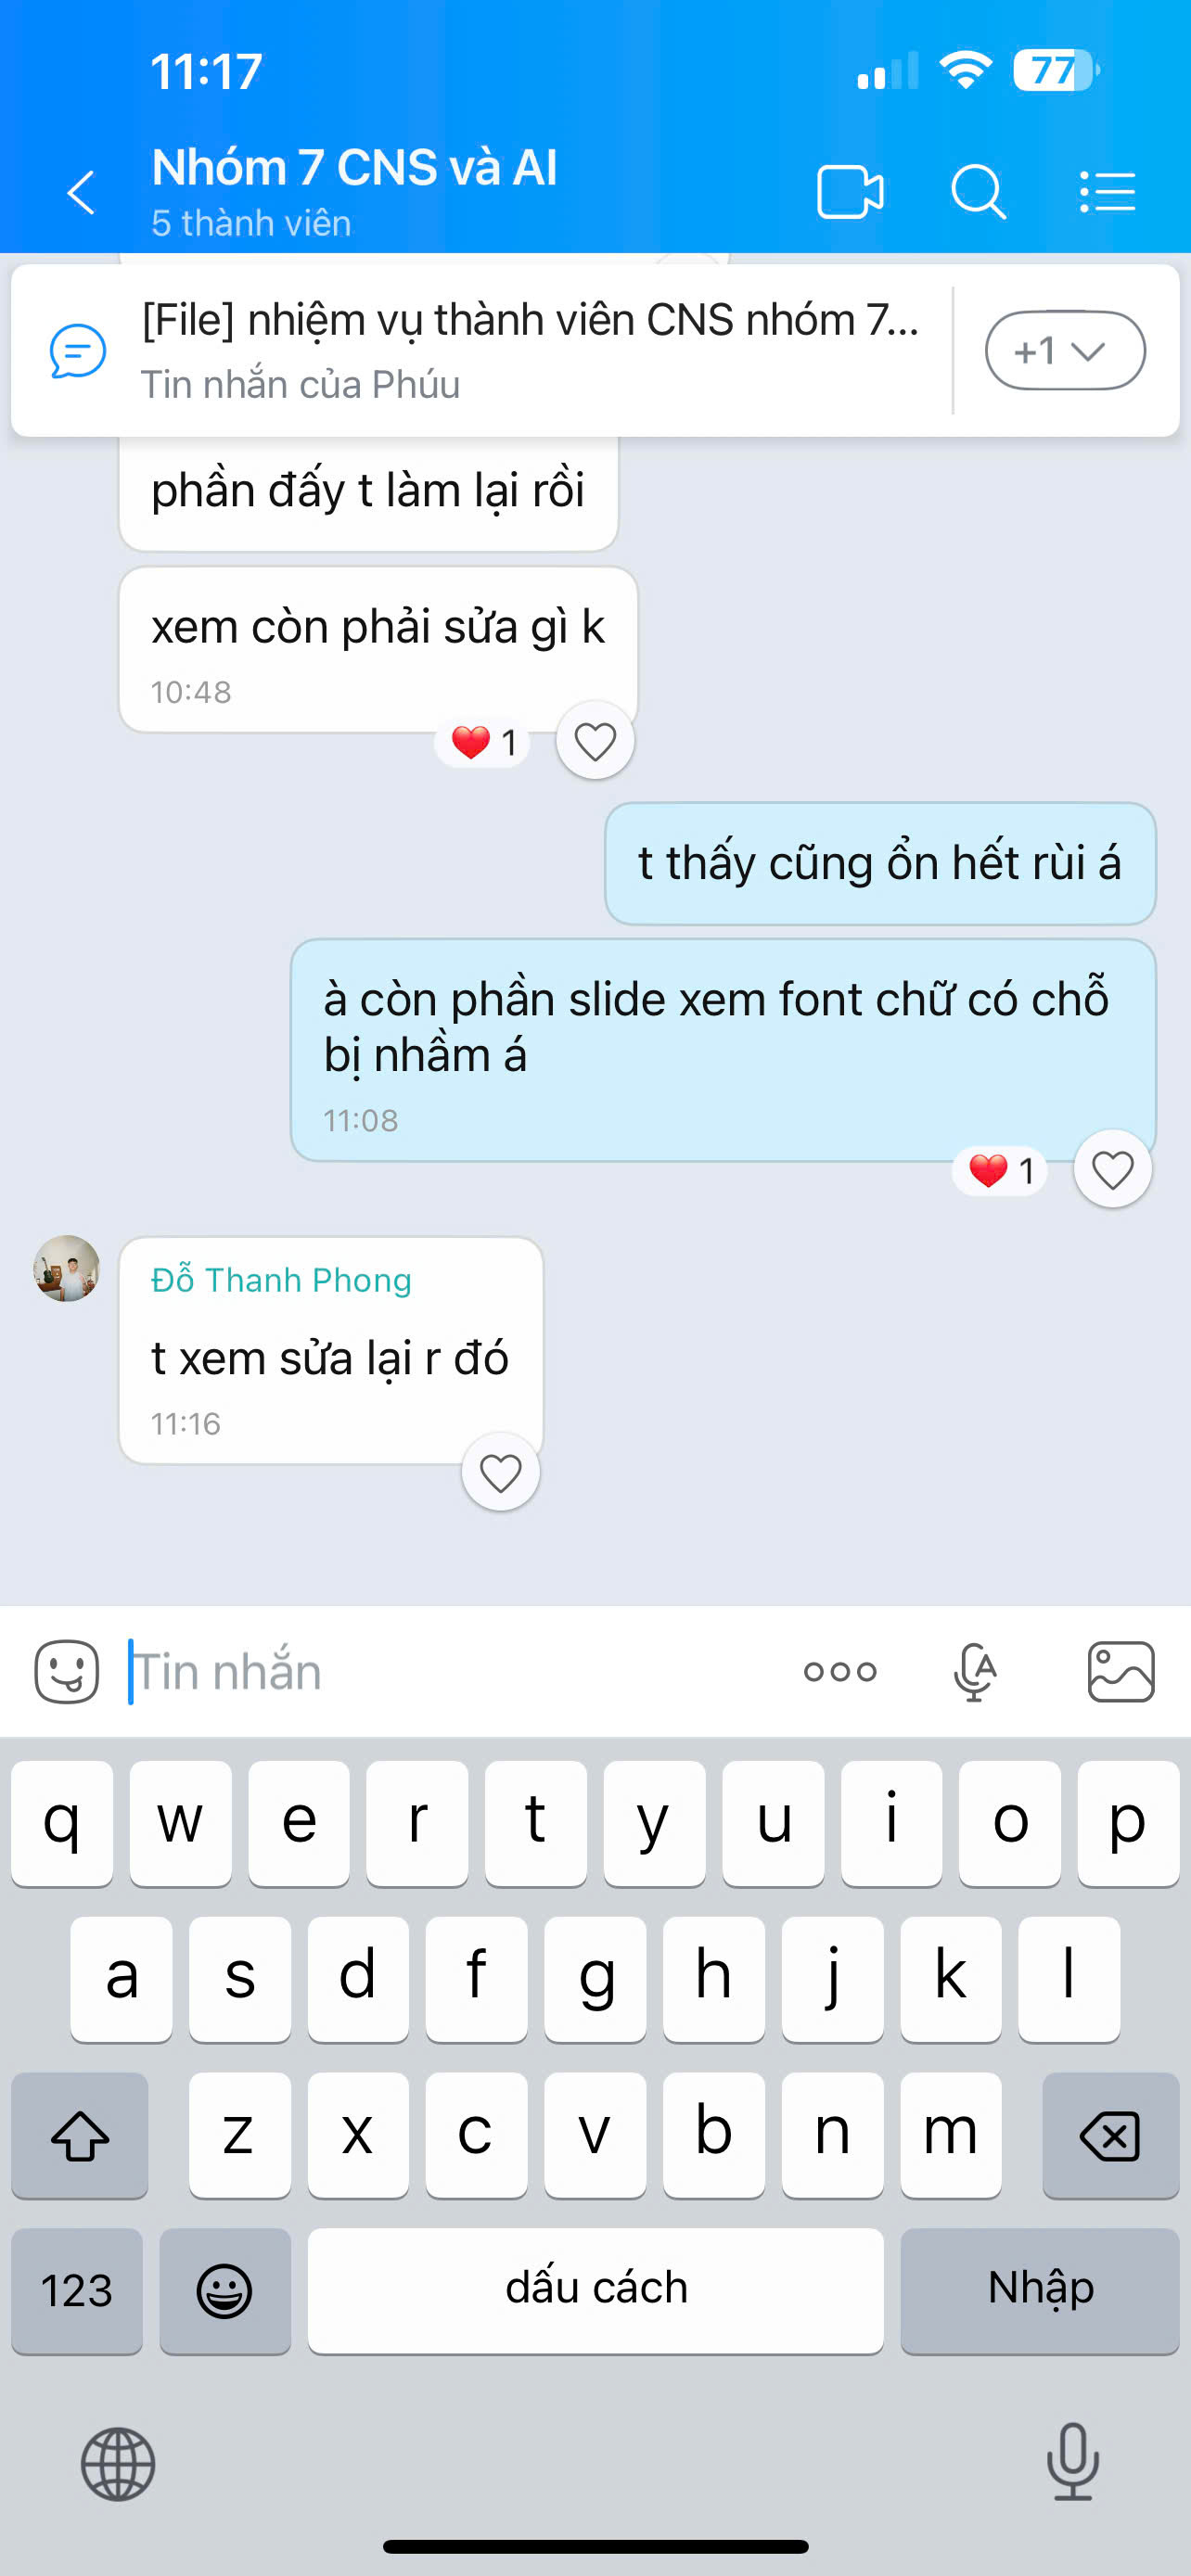 11:17
77
Nhóm 7 CNS và AI
5 thành viên
[File] nhiệm vụ thành viên CNS nhóm 7...
Tin nhắn của Phúu
+1
phần đấy t làm lại rồi
xem còn phải sửa gì k
10:48
1
t thấy cũng ổn hết rùi á
à còn phần slide xem font chữ có chỗ
bị nhầm á
11:08
1
Đỗ Thanh Phong
t xem sửa lại r đó
11:16
Tin nhắn
A
q w e r t y u i o p
a s d f g h j k l
z x c v b n m
123 dấu cách Nhập